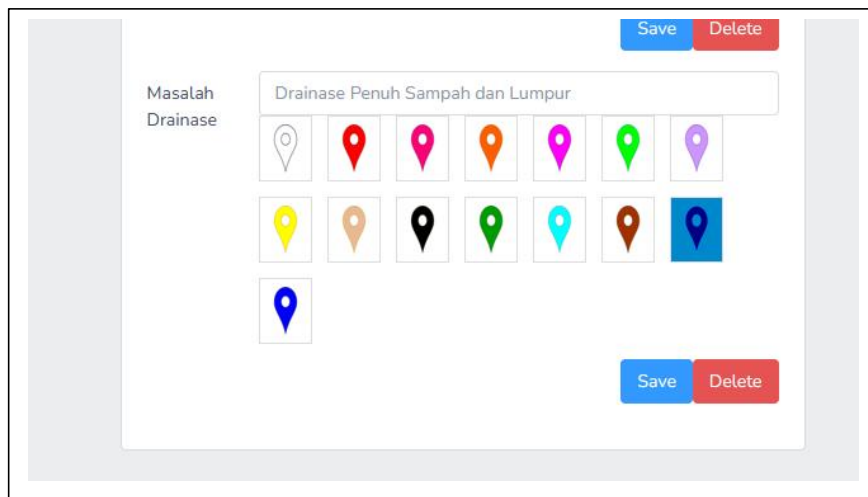 Save Delete
Masalah
Drainase
Drainase Penuh Sampah dan Lumpur
Save Delete